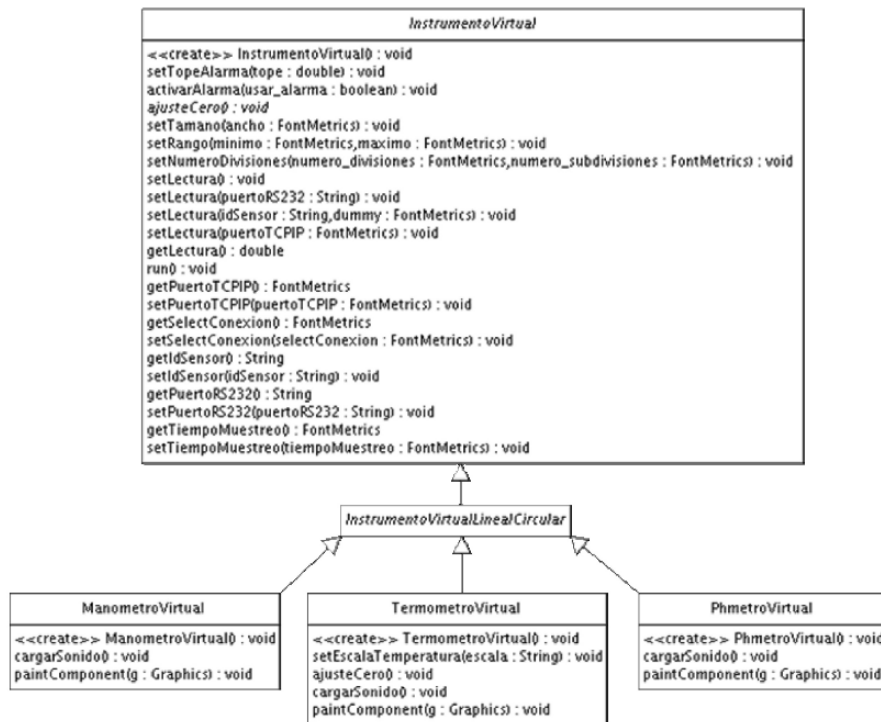 InstrumentoVirtual
<<create>> InstrumentoVirtual() : void
setTopeAlarma(tope : double) : void
activarAlarma(usar_alarma : boolean) : void
ajusteCero() : void
setTamano(ancho : FontMetrics) : void
setRango(minimo : FontMetrics,maximo : FontMetrics) : void
setNumeroDivisiones(numero_divisiones : FontMetrics,numero_subdivisiones : FontMetrics) : void
setLectura() : void
setLectura(puertoRS232 : String) : void
setLectura(idSensor : String,dummy : FontMetrics) : void
setLectura(puertoTCPIP : FontMetrics) : void
getLectura() : double
run() : void
getPuertoTCPIP() : FontMetrics
setPuertoTCPIP(puertoTCPIP : FontMetrics) : void
getSelectConexion() : FontMetrics
setSelectConexion(selectConexion : FontMetrics) : void
getIdSensor() : String
setIdSensor(idSensor : String) : void
getPuertoRS232() : String
setPuertoRS232(puertoRS232 : String) : void
getTiempoMuestreo() : FontMetrics
setTiempoMuestreo(tiempoMuestreo : FontMetrics) : void
InstrumentoVirtualLinealCircular
ManometroVirtual
<<create>> ManometroVirtual() : void
cargarSonido() : void
paintComponent(g : Graphics) : void
TermometroVirtual
<<create>> TermometroVirtual() : void
setEscalaTemperatura(escala : String) : void
ajusteCero() : void
cargarSonido() : void
paintComponent(g : Graphics) : void
PhmetroVirtual
<<create>> PhmetroVirtual() : void
cargarSonido() : void
paintComponent(g : Graphics) : void